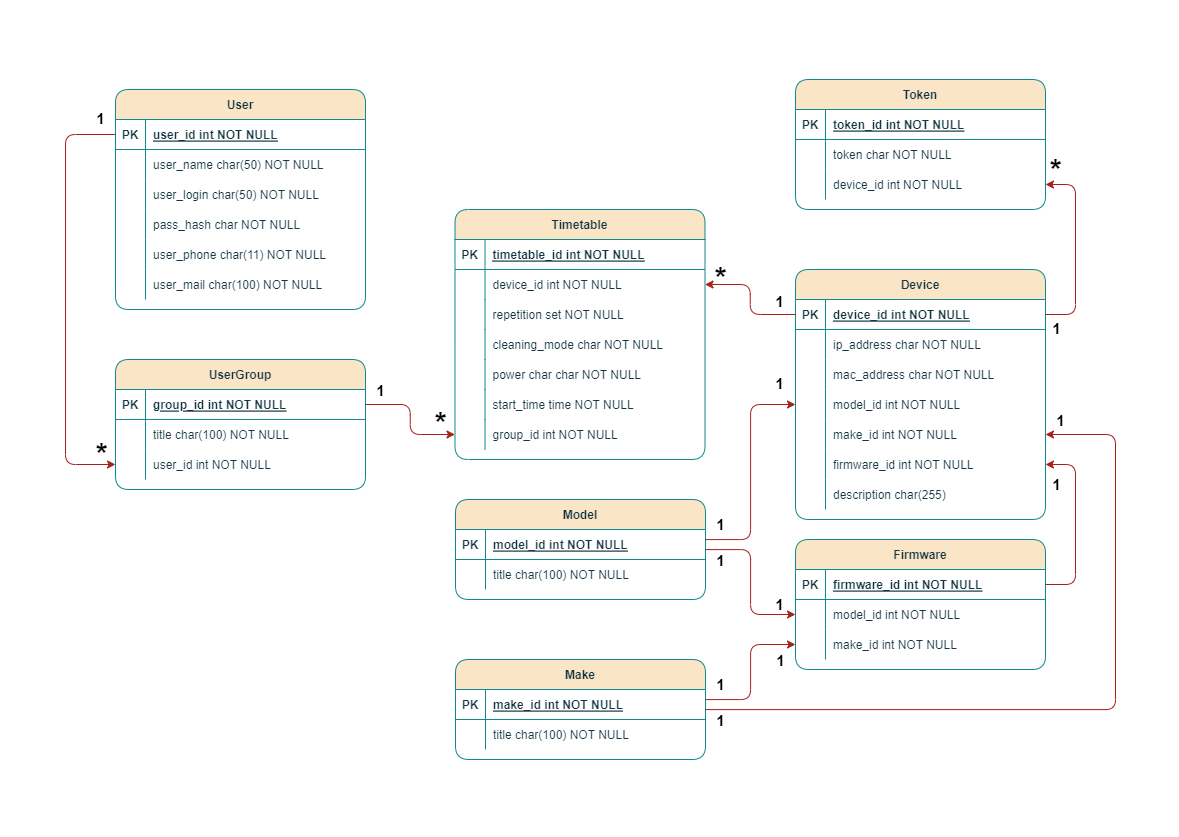 User
PK user_id int NOT NULL
user_name char(50) NOT NULL
user_login char(50) NOT NULL
pass_hash char NOT NULL
user_phone char(11) NOT NULL
user_mail char(100) NOT NULL
1
*
UserGroup
PK group_id int NOT NULL
title char(100) NOT NULL
user_id int NOT NULL
1
*
Timetable
PK timetable_id int NOT NULL
device_id int NOT NULL
repetition set NOT NULL
cleaning_mode char NOT NULL
power char char NOT NULL
start_time time NOT NULL
group_id int NOT NULL
*
1
Token
PK token_id int NOT NULL
token char NOT NULL
device_id int NOT NULL
*
1
Device
PK device_id int NOT NULL
ip_address char NOT NULL
mac_address char NOT NULL
model_id int NOT NULL
make_id int NOT NULL
firmware_id int NOT NULL
description char(255)
1
1
1
Model
PK model_id int NOT NULL
title char(100) NOT NULL
1
1
Firmware
PK firmware_id int NOT NULL
model_id int NOT NULL
make_id int NOT NULL
1
1
Make
PK make_id int NOT NULL
title char(100) NOT NULL
1
1